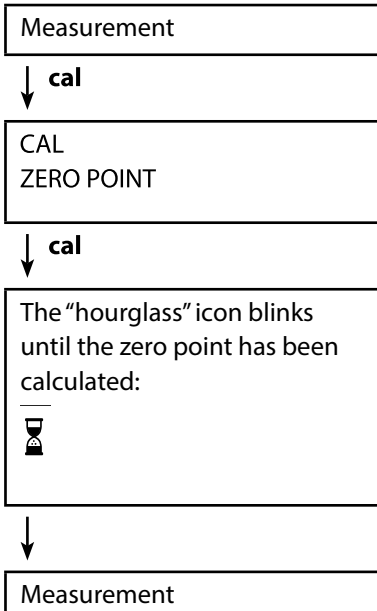 Measurement
cal
CAL
ZERO POINT
cal
The “hourglass” icon blinks
until the zero point has been
calculated:
Measurement